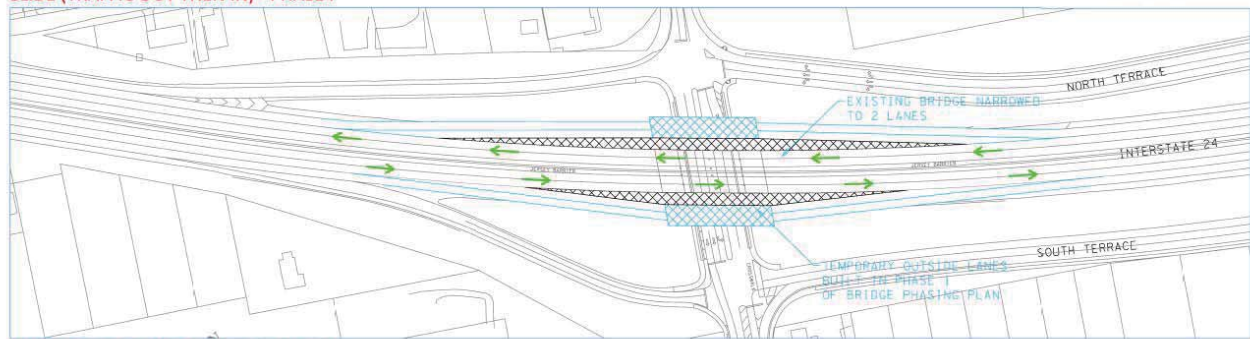 NORTH TERRACE
EXISTING BRIDGE NARROWED
TO 2 LANES
INTERSTATE 24
JERSEY BARRIER
JERSEY BARRIER
SOUTH TERRACE
TEMPORARY OUTSIDE LANES
BUILT IN PHASE 1
OF BRIDGE PHASING PLAN